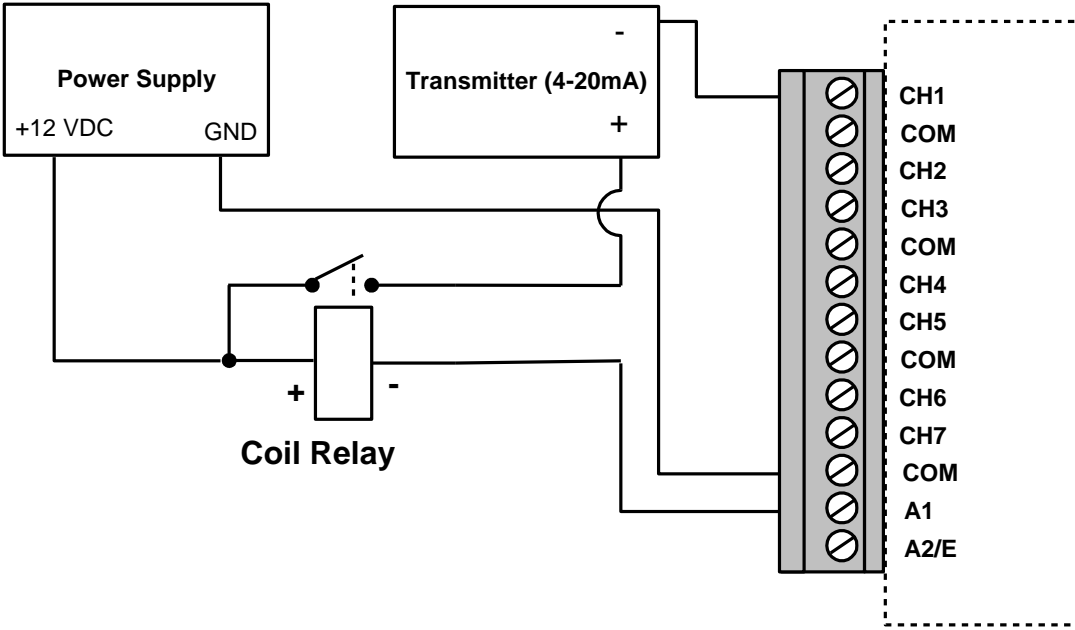 Power Supply
+12 VDC
GND
-
Transmitter (4-20mA)
+
+
-
Coil Relay
CH1
COM
CH2
CH3
COM
CH4
CH5
COM
CH6
CH7
COM
A1
A2/E